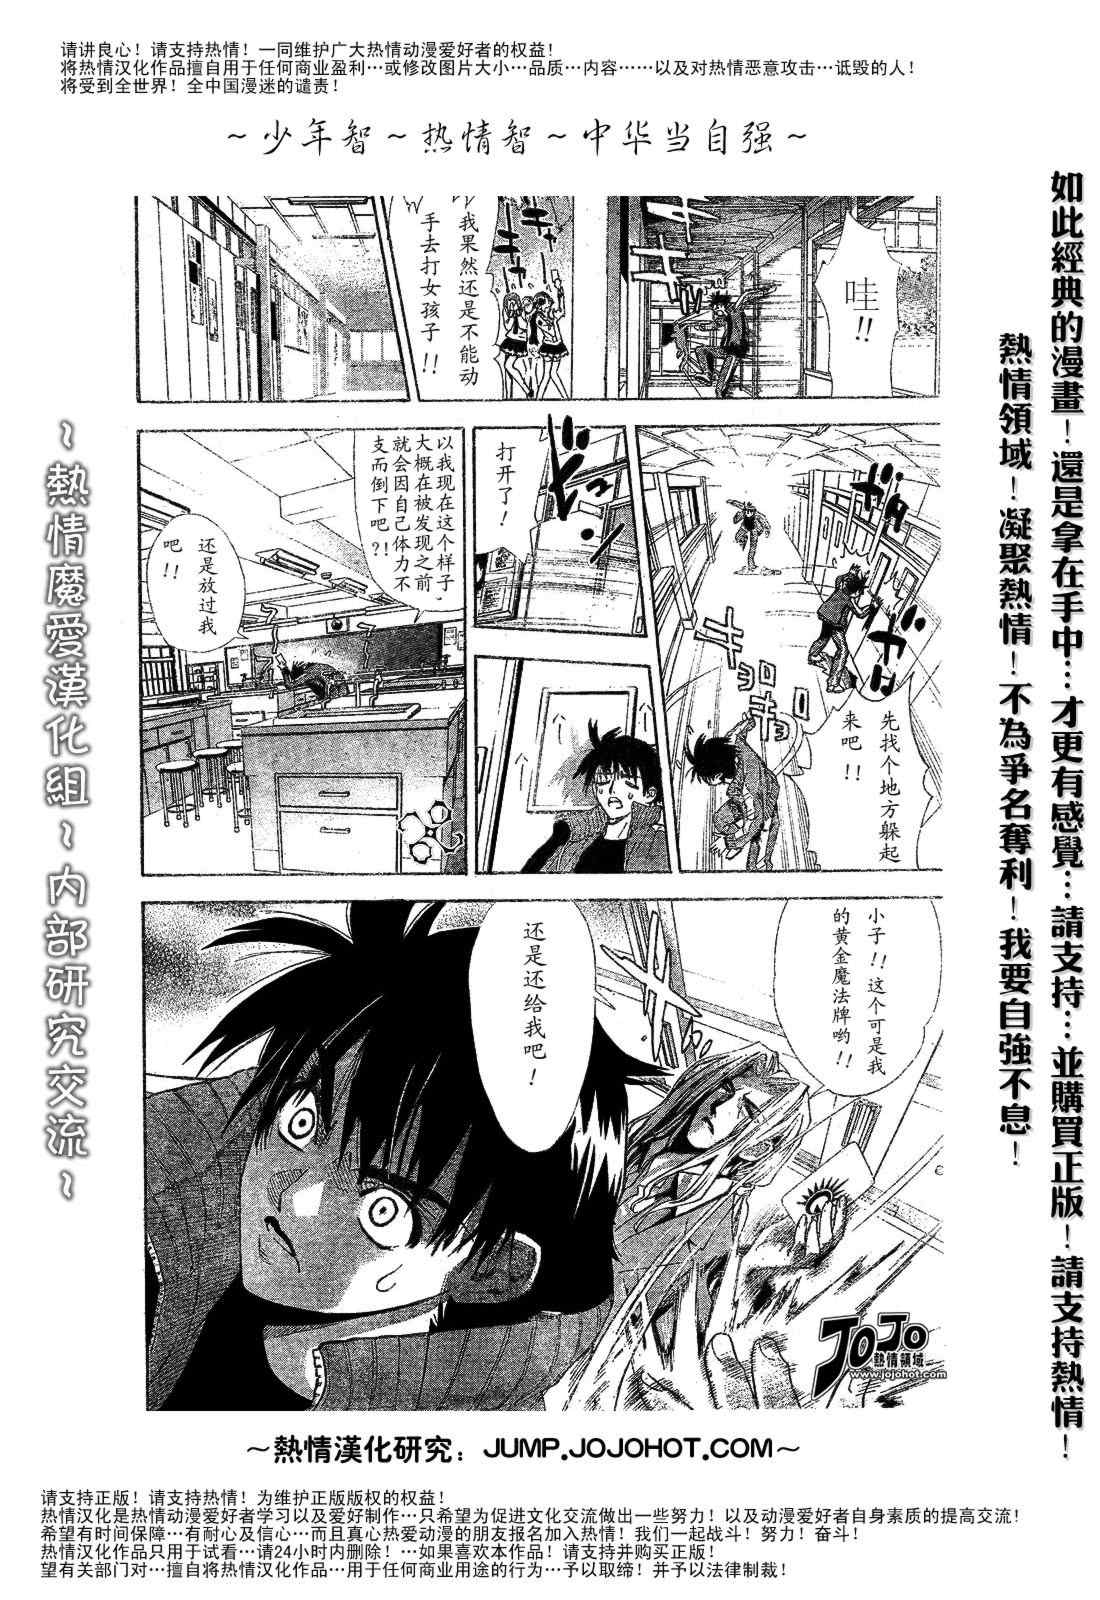 请讲良心！请支持热情！一同维护广大热情动漫爱好者的权益！
将热情汉化作品擅自用于任何商业盈利…或修改图片大小…品质…内容……以及对热情恶意攻击…诋毁的人！
将受到全世界！全中国漫迷的谴责！
～少年智～热情智～中华当自强～
如此經典的漫畫！還是拿在手中…才更有感覺…請支持…並購買正版！請支持熱情！
熱情領域！凝聚熱情！不為爭名奪利！我要自強不息！
～熱情魔愛漢化組～内部研究交流～
哇！！
我果然还是不能动
手去打女孩子！！
先找个地方躲起
来吧！！
打开了！
以我现在这个样子，
大概在被发现之前
就会因自己体力不
支而倒下吧？！
还是放过我
吧！！
小子！！这个可是我
的黄金魔法牌哟！！
还是还给我吧！
JOJO
熱情領域
www.jojohot.com
～熱情漢化研究：JUMP.JOJOHOT.COM～
请支持正版！请支持热情！为维护正版版权的权益！
热情汉化是热情动漫爱好者学习以及爱好制作…只希望为促进文化交流做出一些努力！以及动漫爱好者自身素质的提高交流！
希望有时间保障…有耐心及信心…而且真心热爱动漫的朋友报名加入热情！我们一起战斗！努力！奋斗！
热情汉化作品只用于试看…请24小时内删除！…如果喜欢本作品！请支持并购买正版！
望有关部门对…擅自将热情汉化作品…用于任何商业用途的行为…予以取缔！并予以法律制裁！